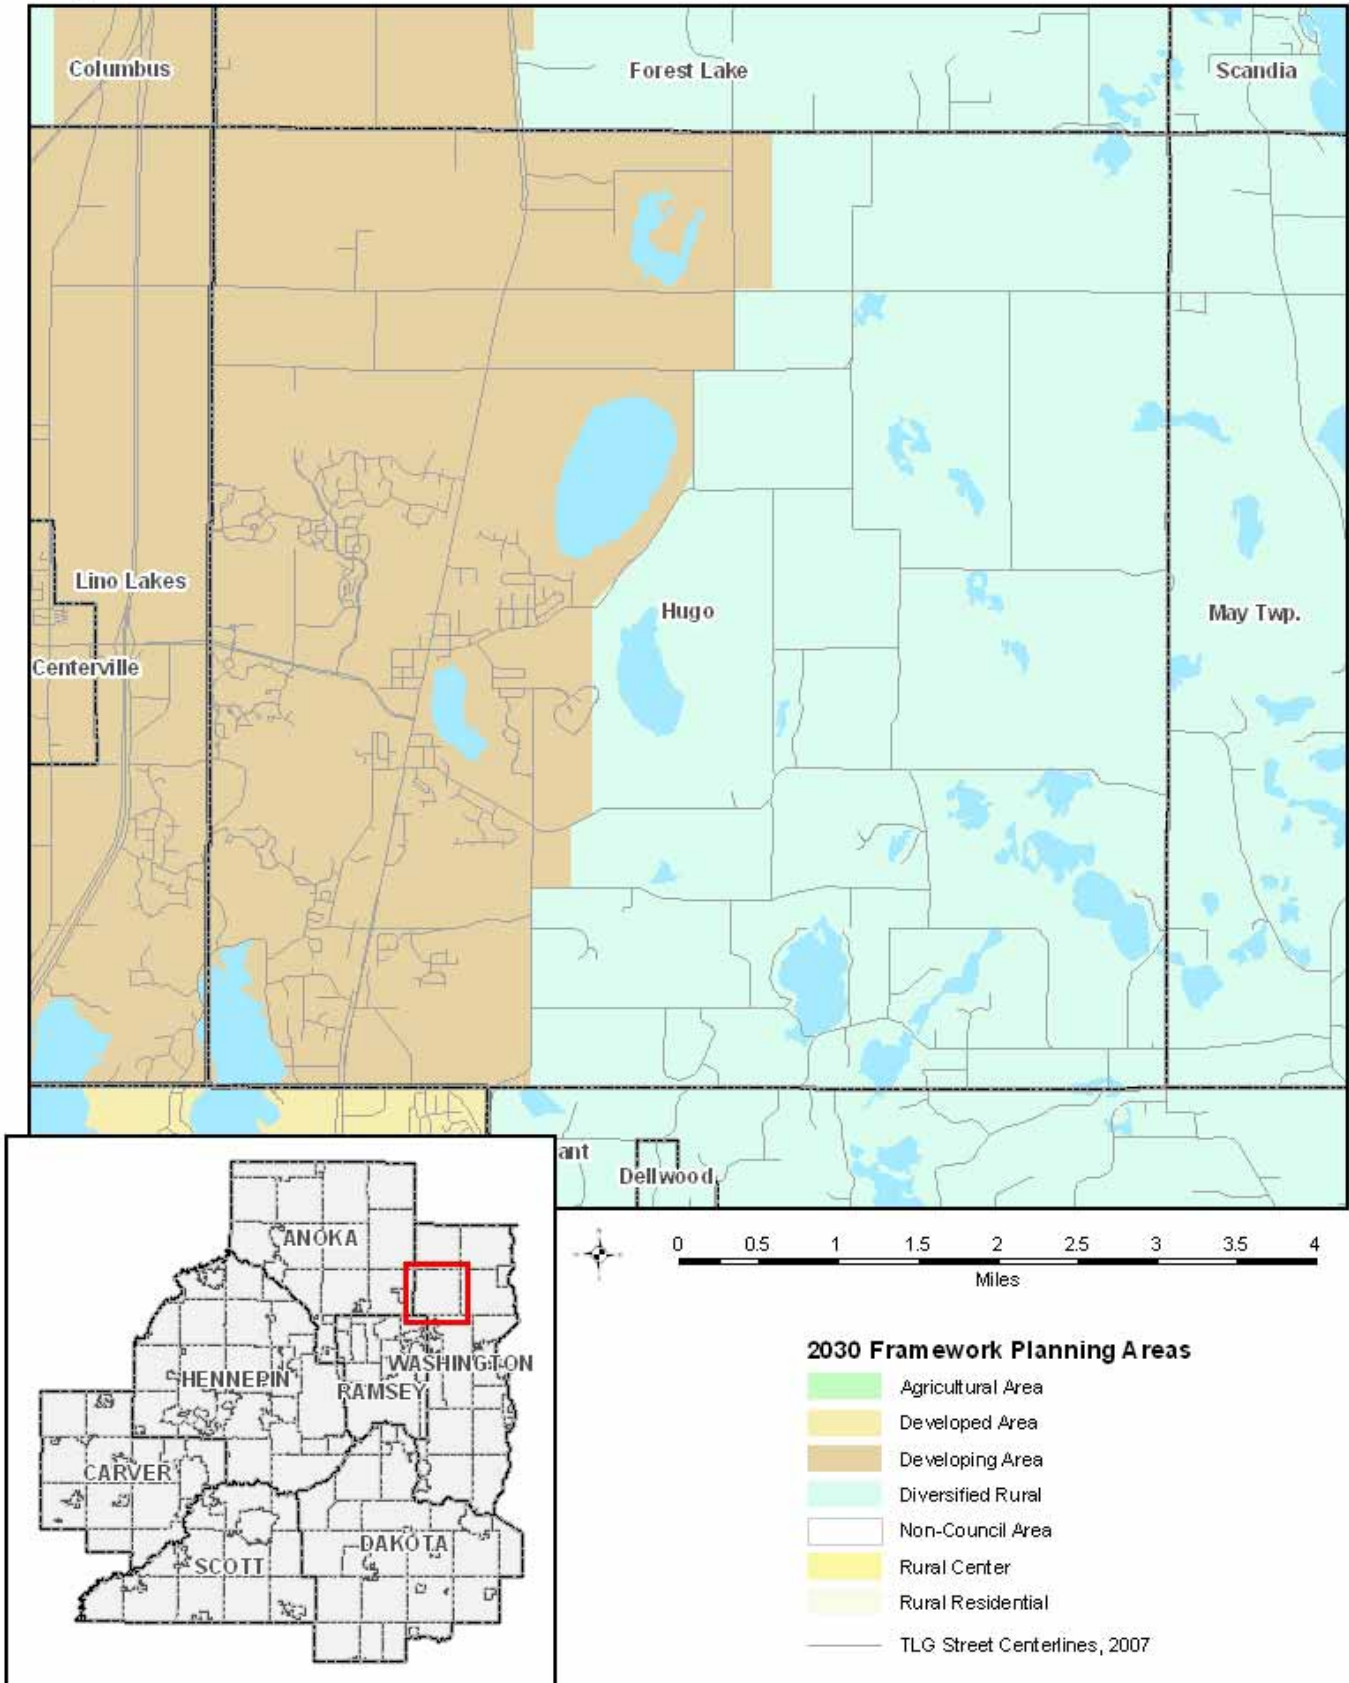 Columbus
Forest Lake
Scandia
Lino Lakes
Hugo
May Twp.
Centerville
ant
Dellwood
ANOKA
HENNEPIN
RAMSEY
WASHINGTON
CARVER
SCOTT
DAKOTA
0 0.5 1 1.5 2 2.5 3 3.5 4
Miles
2030 Framework Planning Areas
Agricultural Area
Developed Area
Developing Area
Diversified Rural
Non-Council Area
Rural Center
Rural Residential
TLG Street Centerlines, 2007